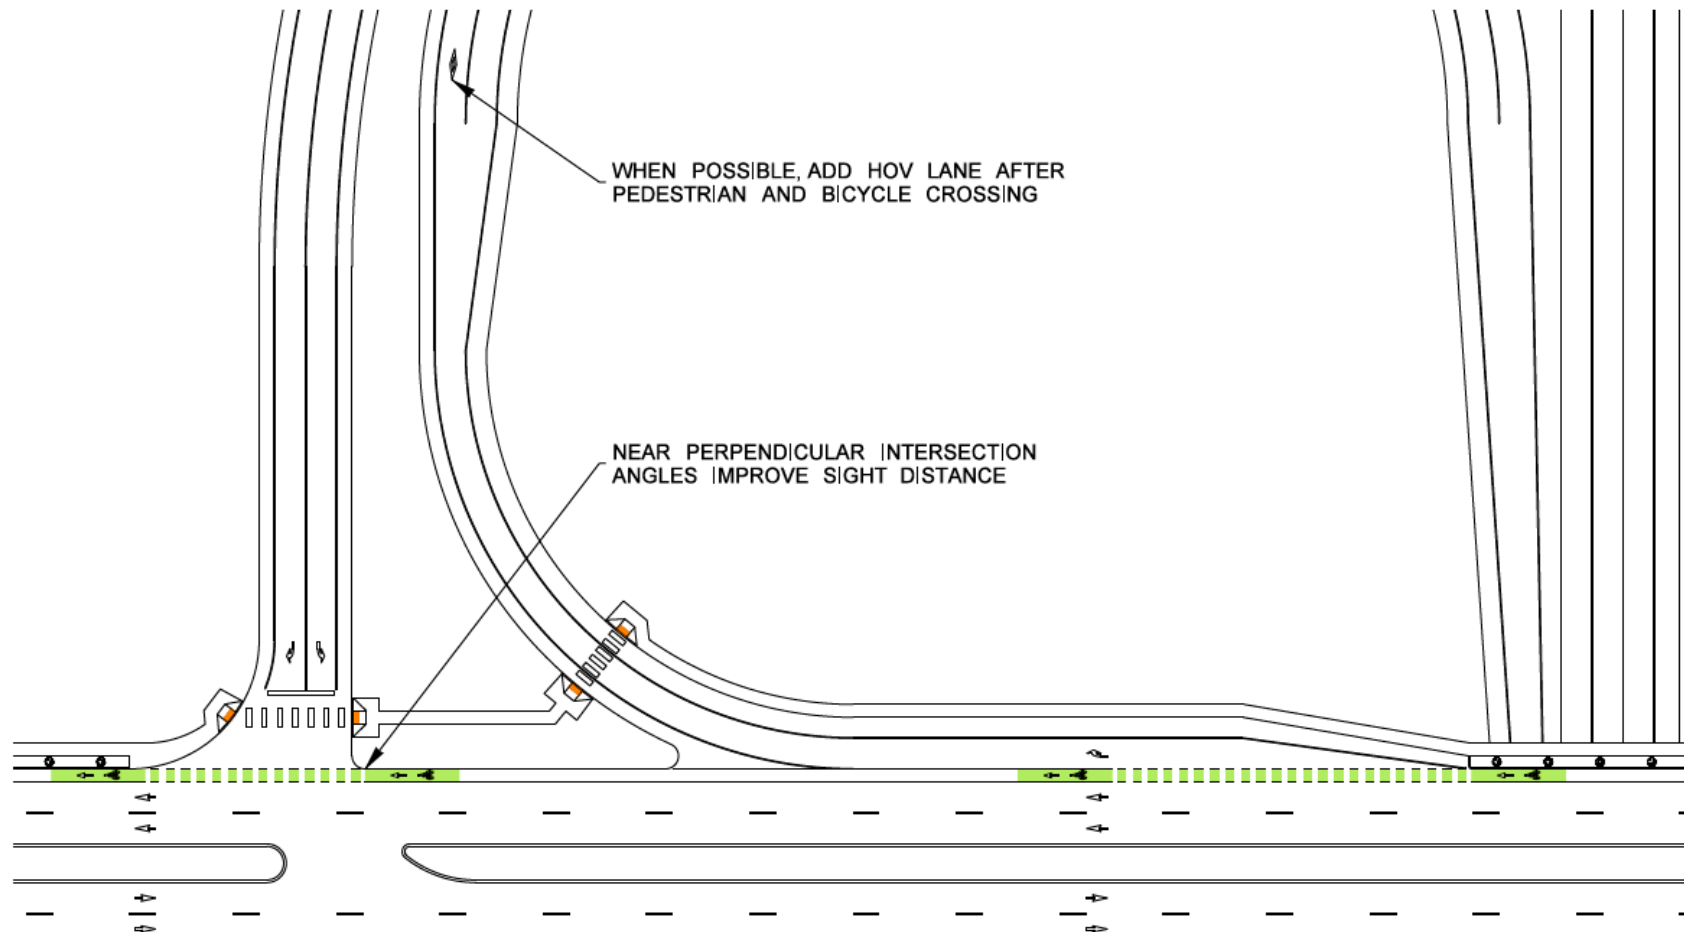 WHEN POSSIBLE, ADD HOV LANE AFTER
PEDESTRIAN AND BICYCLE CROSSING
NEAR PERPENDICULAR INTERSECTION
ANGLES IMPROVE SIGHT DISTANCE